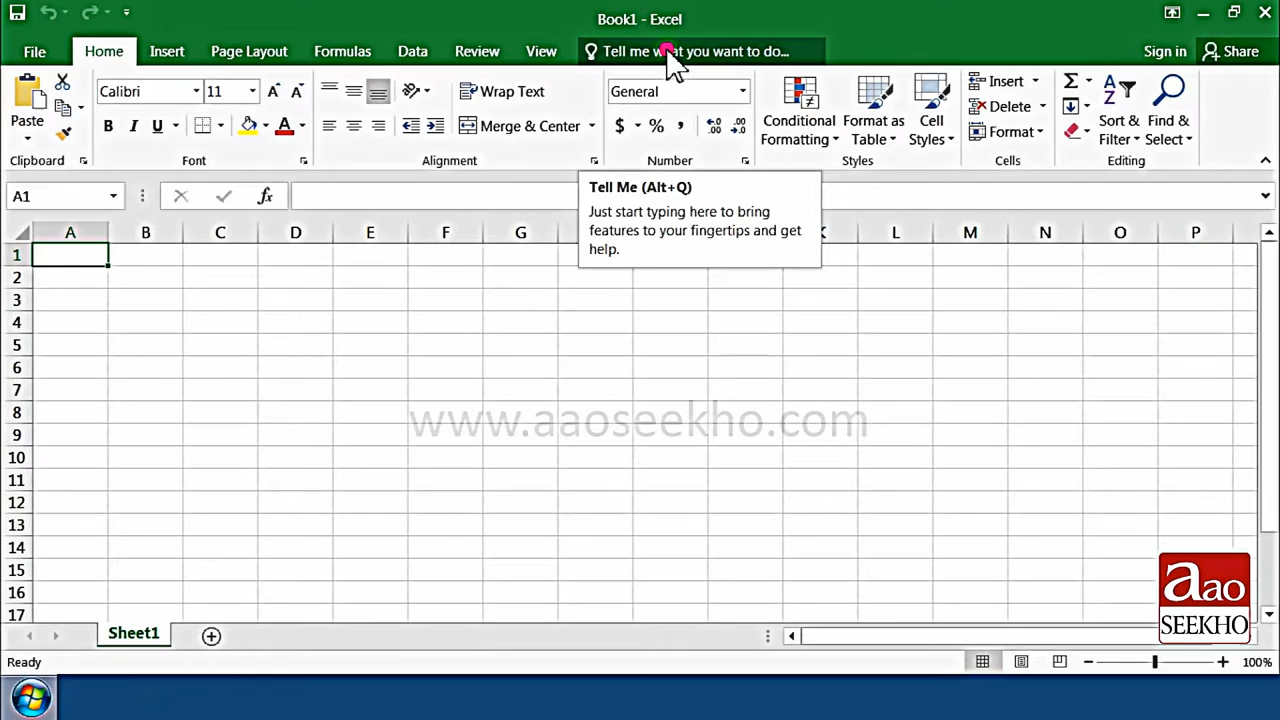 Book1 - Excel
File Home Insert Page Layout Formulas Data Review View Tell me what you want to do... Sign in Share
Calibri 11 Wrap Text General Insert
Paste B I U Merge & Center $ % , Conditional Formatting Format as Table Cell Styles Delete Format Σ Sort & Filter Find & Select
Clipboard Font Alignment Number Styles Cells Editing
A1 fx
Tell Me (Alt+Q)
Just start typing here to bring
features to your fingertips and get
help.
A B C D E F G K L M N O P
1
2
3
4
5
6
7
8
www.aaoseekho.com
9
10
11
12
13
14
15
16
17
aao
SEEKHO
Sheet1
Ready 100%